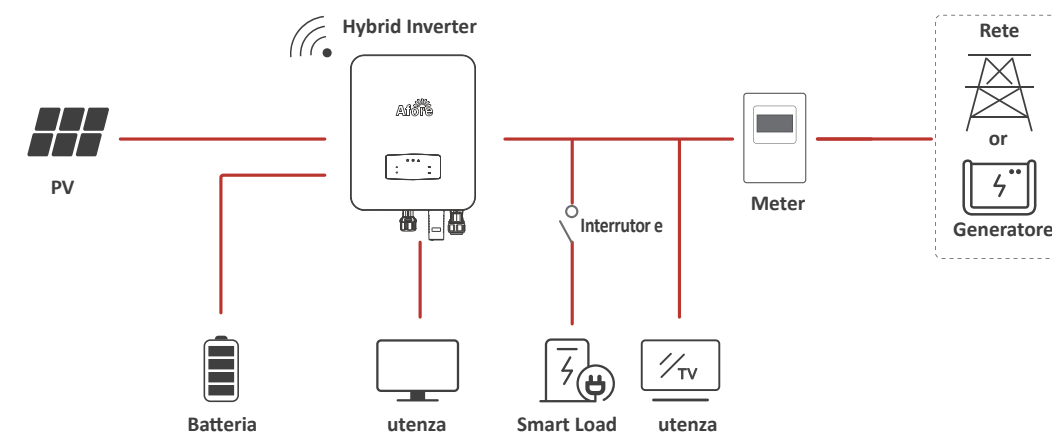 Hybrid Inverter
Rete
Afore
or
PV
Meter
Interrutor e
Generatore
TV
Batteria
utenza
Smart Load
utenza